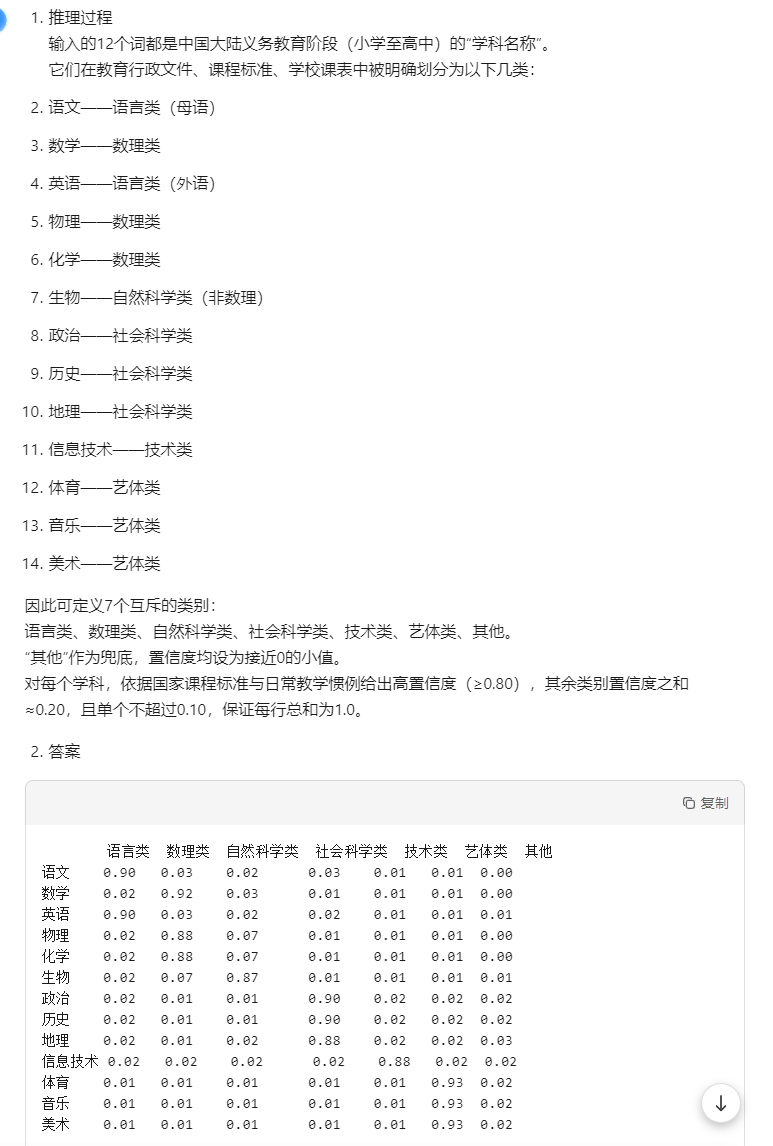 1. 推理过程
输入的12个词都是中国大陆义务教育阶段（小学至高中）的“学科名称”。
它们在教育行政文件、课程标准、学校课表中被明确划分为以下几类：
2. 语文——语言类（母语）
3. 数学——数理类
4. 英语——语言类（外语）
5. 物理——数理类
6. 化学——数理类
7. 生物——自然科学类（非数理）
8. 政治——社会科学类
9. 历史——社会科学类
10. 地理——社会科学类
11. 信息技术——技术类
12. 体育——艺体类
13. 音乐——艺体类
14. 美术——艺体类
因此可定义7个互斥的类别：
语言类、数理类、自然科学类、社会科学类、技术类、艺体类、其他。
“其他”作为兜底，置信度均设为接近0的小值。
对每个学科，依据国家课程标准与日常教学惯例给出高置信度（≥0.80），其余类别置信度之和
≈0.20，且单个不超过0.10，保证每行总和为1.0。
2. 答案
复制
语言类 数理类 自然科学类 社会科学类 技术类 艺体类 其他
语文 0.90 0.03 0.02 0.03 0.01 0.01 0.00
数学 0.02 0.92 0.03 0.01 0.01 0.01 0.00
英语 0.90 0.03 0.02 0.02 0.01 0.01 0.01
物理 0.02 0.88 0.07 0.01 0.01 0.01 0.00
化学 0.02 0.88 0.07 0.01 0.01 0.01 0.00
生物 0.02 0.07 0.87 0.01 0.01 0.01 0.01
政治 0.02 0.01 0.01 0.90 0.02 0.02 0.02
历史 0.02 0.01 0.01 0.90 0.02 0.02 0.02
地理 0.02 0.01 0.02 0.88 0.02 0.02 0.03
信息技术 0.02 0.02 0.02 0.02 0.88 0.02 0.02
体育 0.01 0.01 0.01 0.01 0.01 0.93 0.02
音乐 0.01 0.01 0.01 0.01 0.01 0.93 0.02
美术 0.01 0.01 0.01 0.01 0.01 0.93 0.02